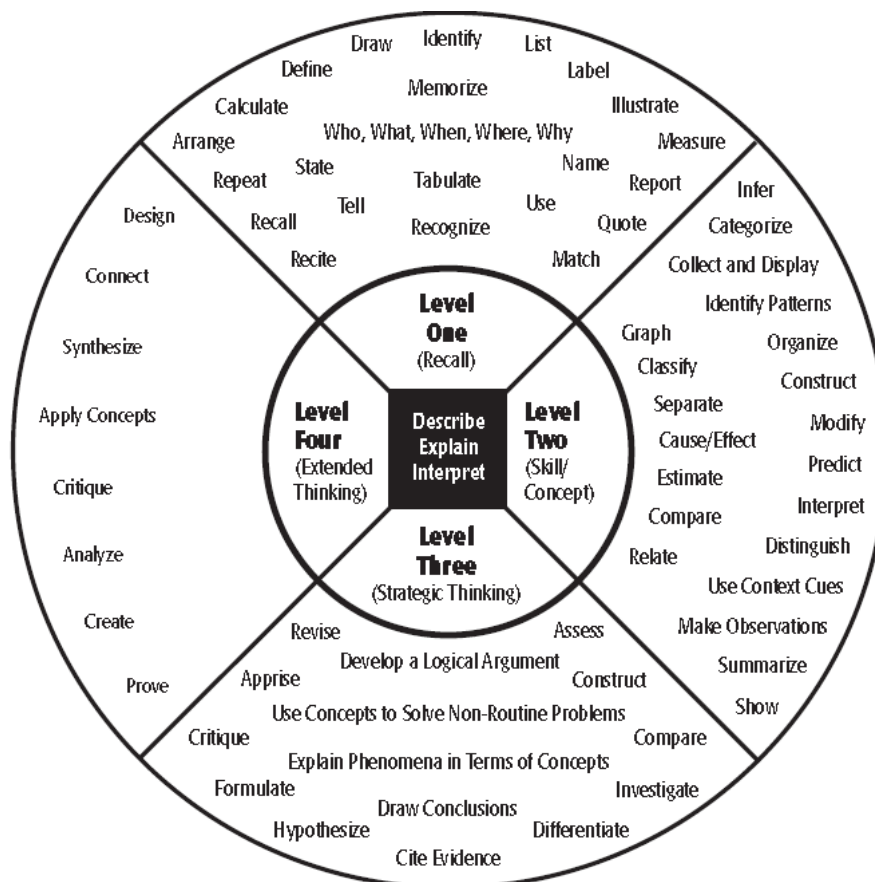 Draw
Identify
List
Define
Label
Memorize
Calculate
Illustrate
Who, What, When, Where, Why
Arrange
Measure
State
Name
Repeat
Tabulate
Report
Tell
Use
Recall
Recognize
Quote
Recite
Match
Level
One
(Recall)
Infer
Categorize
Collect and Display
Identify Patterns
Graph
Organize
Classify
Construct
Separate
Modify
Cause/Effect
Predict
Estimate
Interpret
Compare
Distinguish
Relate
Use Context Cues
Make Observations
Summarize
Show
Level
Two
(Skill/
Concept)
Describe
Explain
Interpret
Level
Three
(Strategic Thinking)
Revise
Assess
Develop a Logical Argument
Apprise
Construct
Use Concepts to Solve Non-Routine Problems
Critique
Compare
Explain Phenomena in Terms of Concepts
Formulate
Investigate
Draw Conclusions
Hypothesize
Differentiate
Cite Evidence
Level
Four
(Extended
Thinking)
Design
Connect
Synthesize
Apply Concepts
Critique
Analyze
Create
Prove